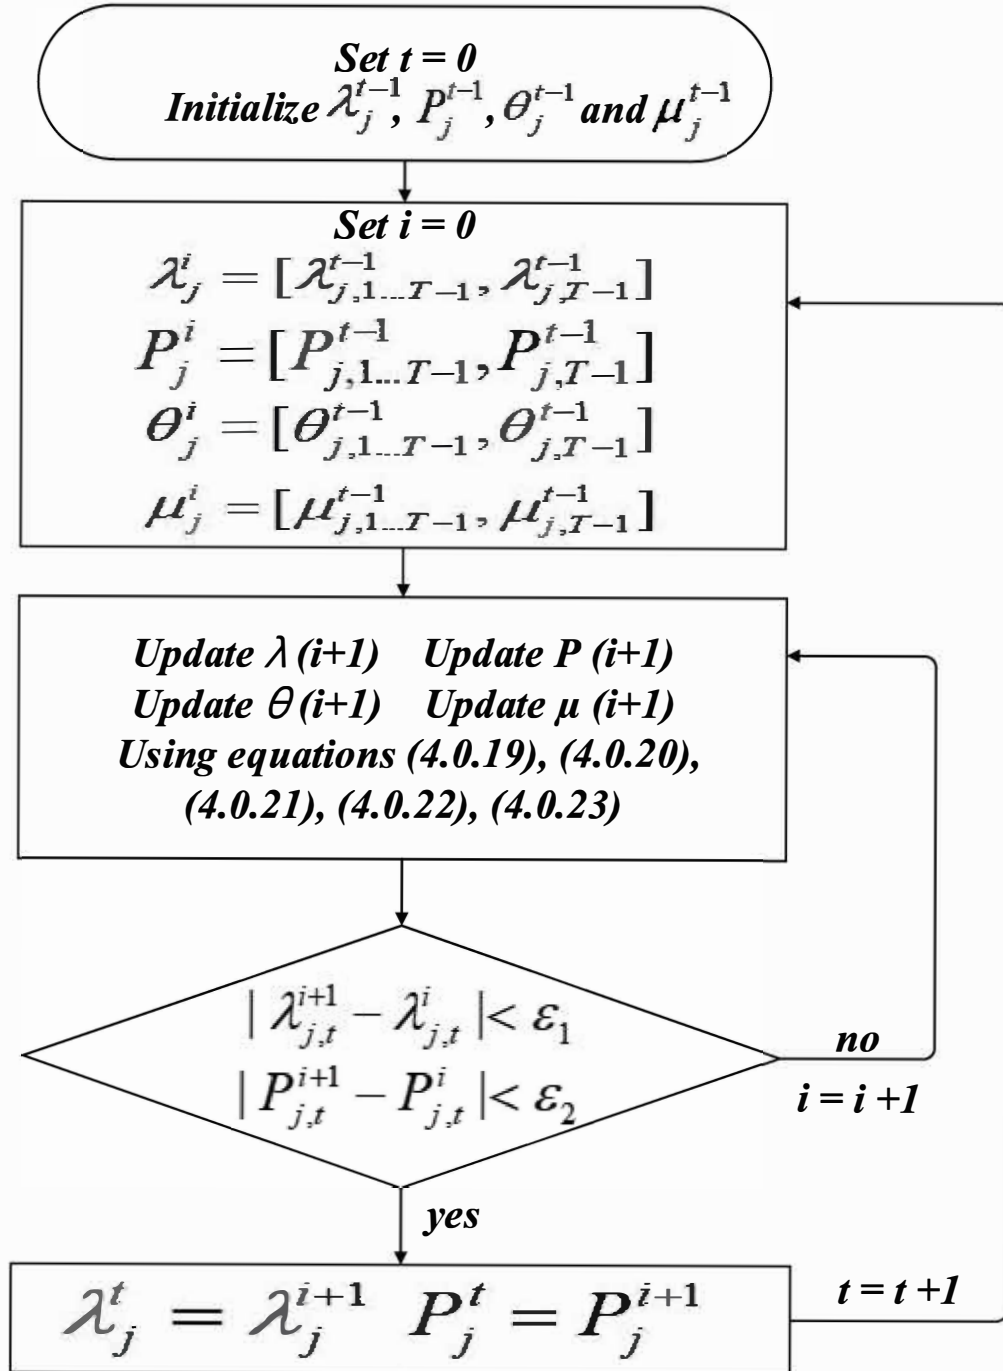 Set t = 0
Initialize λ_j^{t−1}, P_j^{t−1}, θ_j^{t−1} and μ_j^{t−1}
Set i = 0
λ_j^i = [λ_{j,1...T−1}^{t−1}, λ_{j,T−1}^{t−1}]
P_j^i = [P_{j,1...T−1}^{t−1}, P_{j,T−1}^{t−1}]
θ_j^i = [θ_{j,1...T−1}^{t−1}, θ_{j,T−1}^{t−1}]
μ_j^i = [μ_{j,1...T−1}^{t−1}, μ_{j,T−1}^{t−1}]
Update λ (i+1) Update P (i+1)
Update θ (i+1) Update μ (i+1)
Using equations (4.0.19), (4.0.20),
(4.0.21), (4.0.22), (4.0.23)
| λ_{j,t}^{i+1} − λ_{j,t}^i |< ε_1
| P_{j,t}^{i+1} − P_{j,t}^i |< ε_2
no
i = i +1
yes
λ_j^t = λ_j^{i+1} P_j^t = P_j^{i+1}
t = t +1